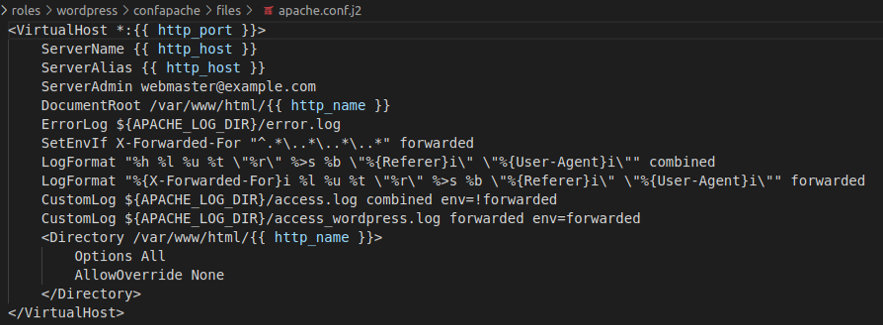 > roles > wordpress > confapache > files > apache.conf.j2
<VirtualHost *:{{ http_port }}>
    ServerName {{ http_host }}
    ServerAlias {{ http_host }}
    ServerAdmin webmaster@example.com
    DocumentRoot /var/www/html/{{ http_name }}
    ErrorLog ${APACHE_LOG_DIR}/error.log
    SetEnvIf X-Forwarded-For "^.*\..*\..*\..*" forwarded
    LogFormat "%h %l %u %t \"%r\" %>s %b \"%{Referer}i\" \"%{User-Agent}i\"" combined
    LogFormat "%{X-Forwarded-For}i %l %u %t \"%r\" %>s %b \"%{Referer}i\" \"%{User-Agent}i\"" forwarded
    CustomLog ${APACHE_LOG_DIR}/access.log combined env=!forwarded
    CustomLog ${APACHE_LOG_DIR}/access_wordpress.log forwarded env=forwarded
    <Directory /var/www/html/{{ http_name }}>
        Options All
        AllowOverride None
    </Directory>
</VirtualHost>